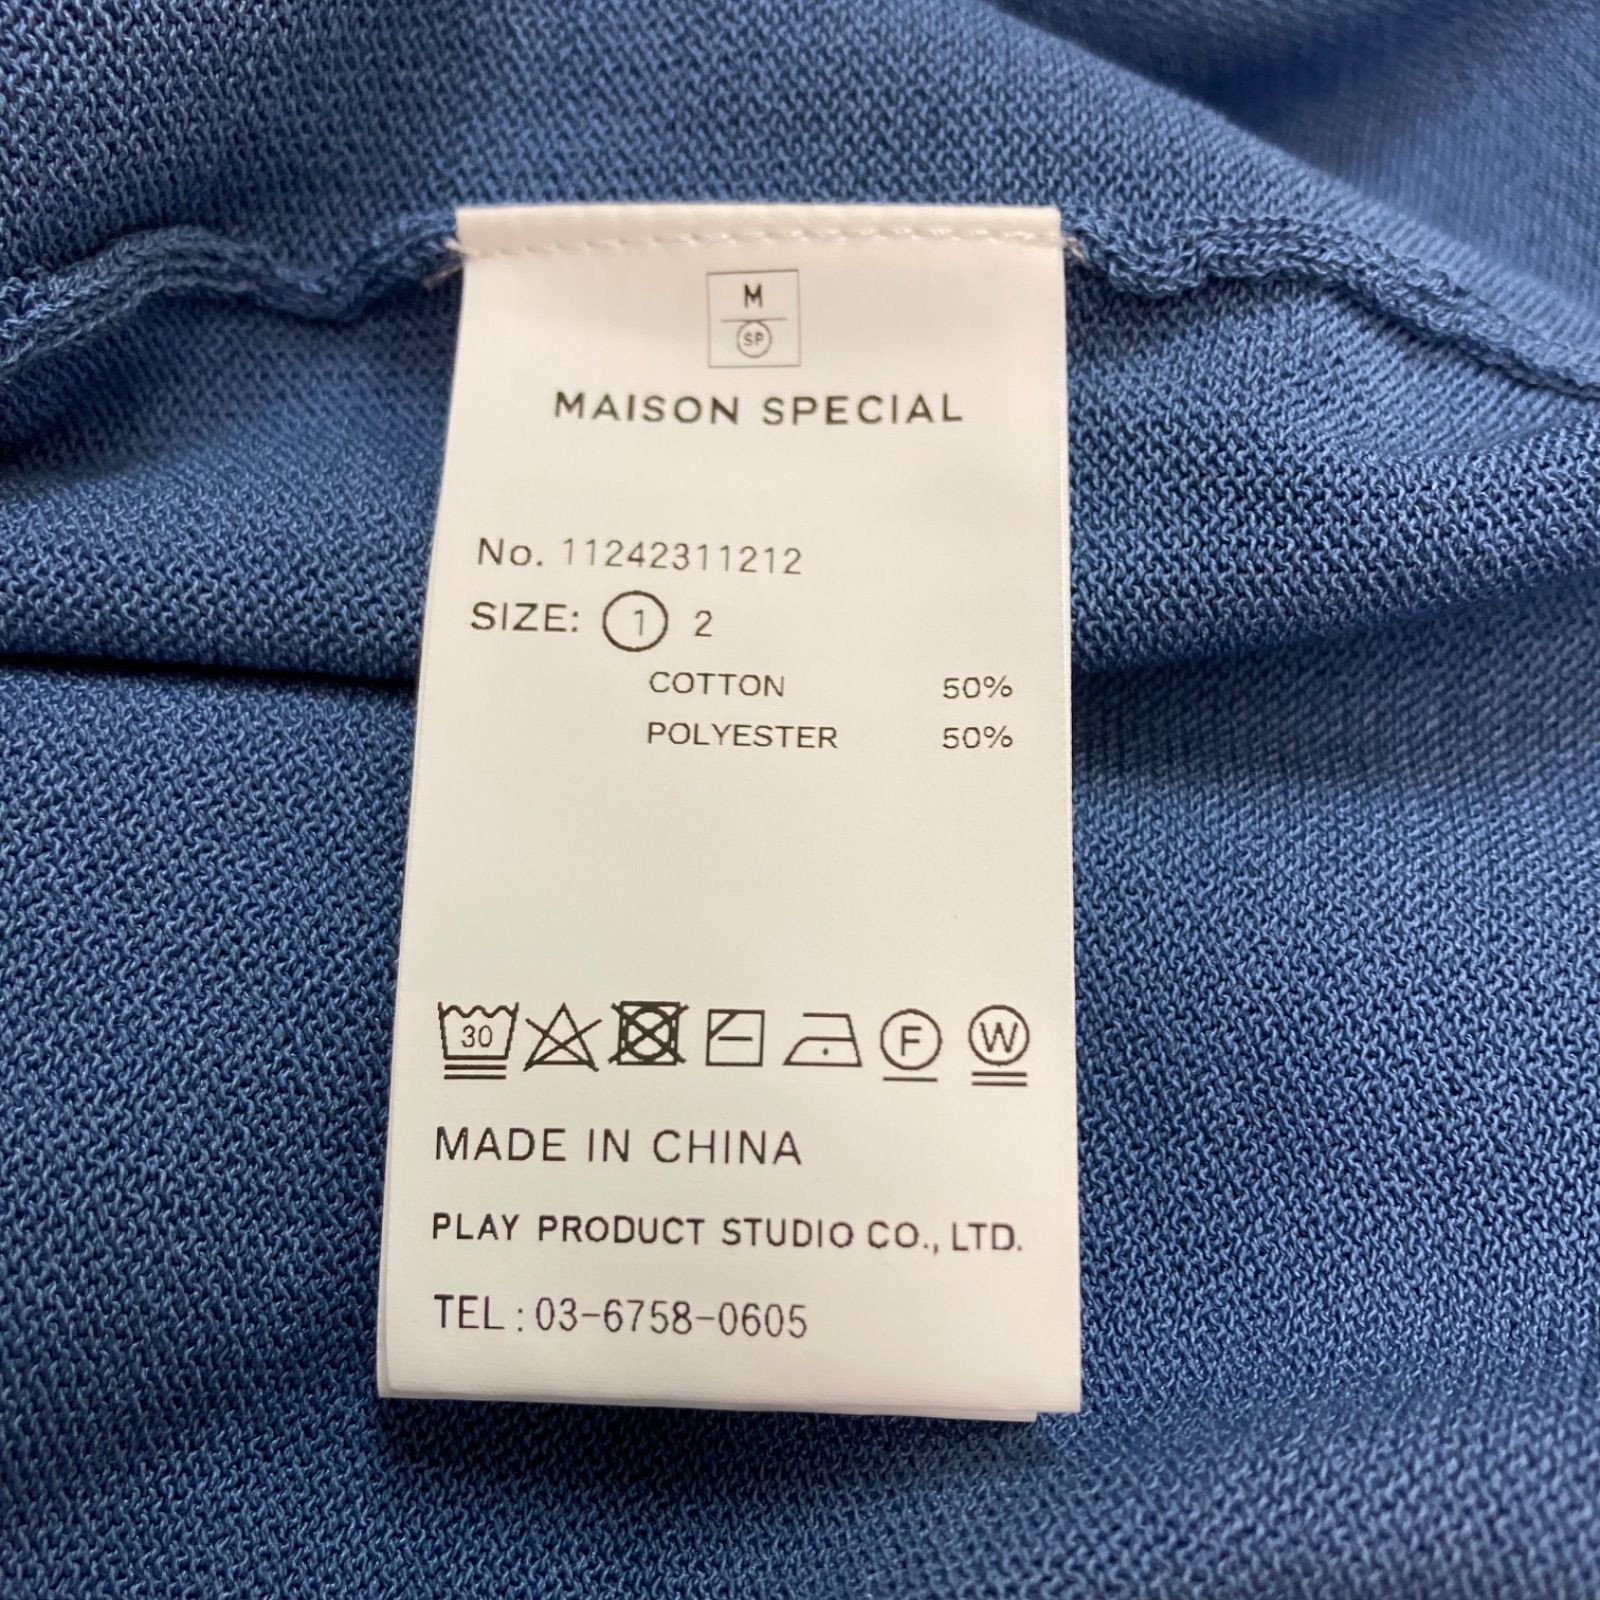 M
SP
MAISON SPECIAL
No. 11242311212
SIZE: 1 2
COTTON 50%
POLYESTER 50%
30 F W
MADE IN CHINA
PLAY PRODUCT STUDIO CO., LTD.
TEL : 03-6758-0605